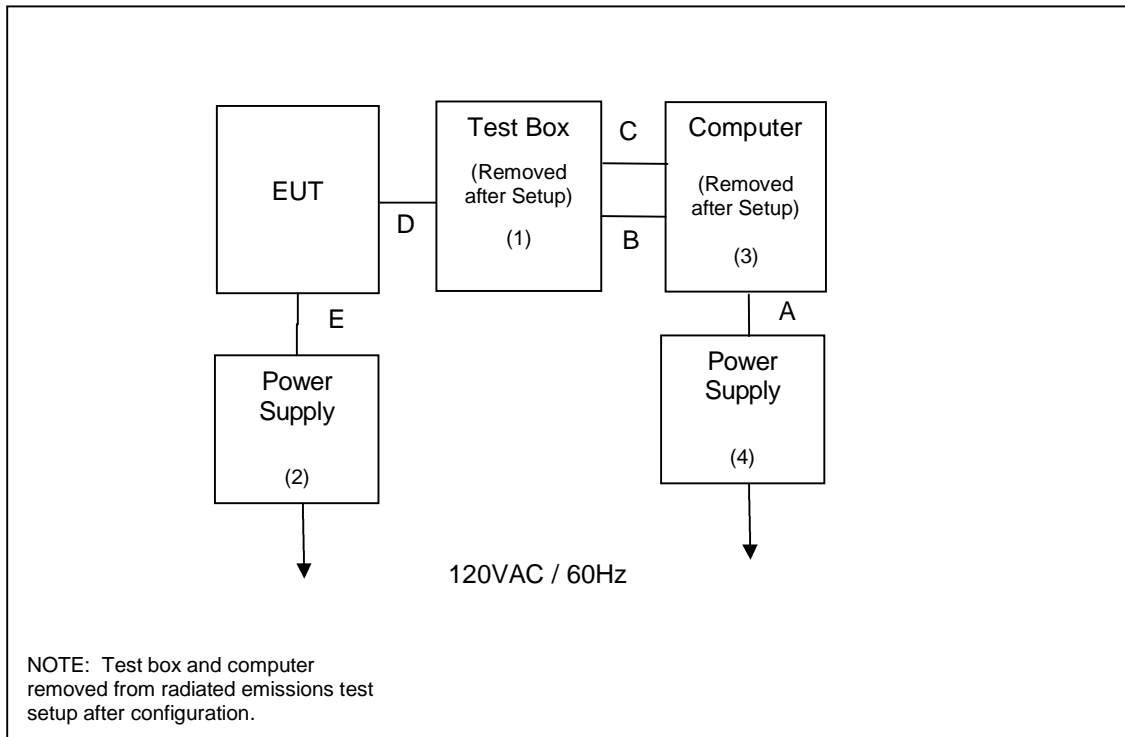 EUT
D
Test Box
(Removed
after Setup)
(1)
C
B
Computer
(Removed
after Setup)
(3)
E
A
Power
Supply
(2)
Power
Supply
(4)
120VAC / 60Hz
NOTE: Test box and computer
removed from radiated emissions test
setup after configuration.